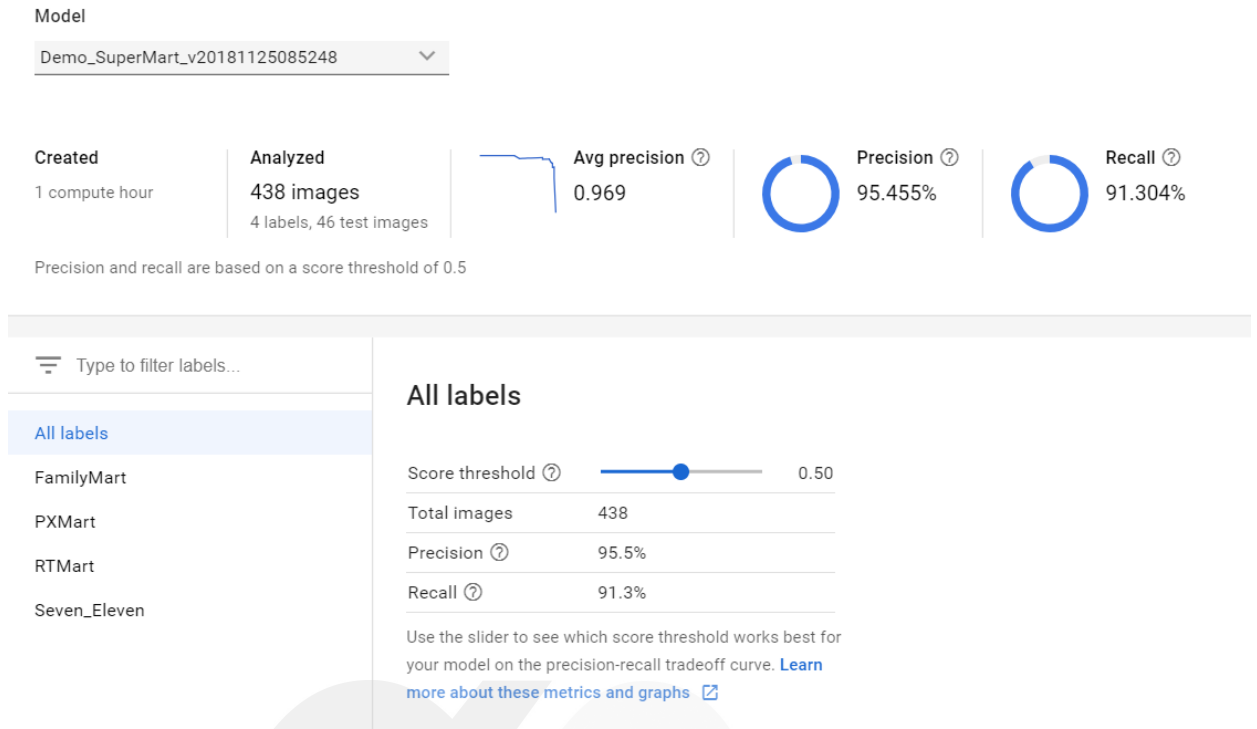 Model
Demo_SuperMart_v20181125085248
Created
1 compute hour
Analyzed
438 images
4 labels, 46 test images
Avg precision
0.969
Precision
95.455%
Recall
91.304%
Precision and recall are based on a score threshold of 0.5
Type to filter labels...
All labels
FamilyMart
PXMart
RTMart
Seven_Eleven
All labels
Score threshold 0.50
Total images 438
Precision 95.5%
Recall 91.3%
Use the slider to see which score threshold works best for
your model on the precision-recall tradeoff curve. Learn
more about these metrics and graphs